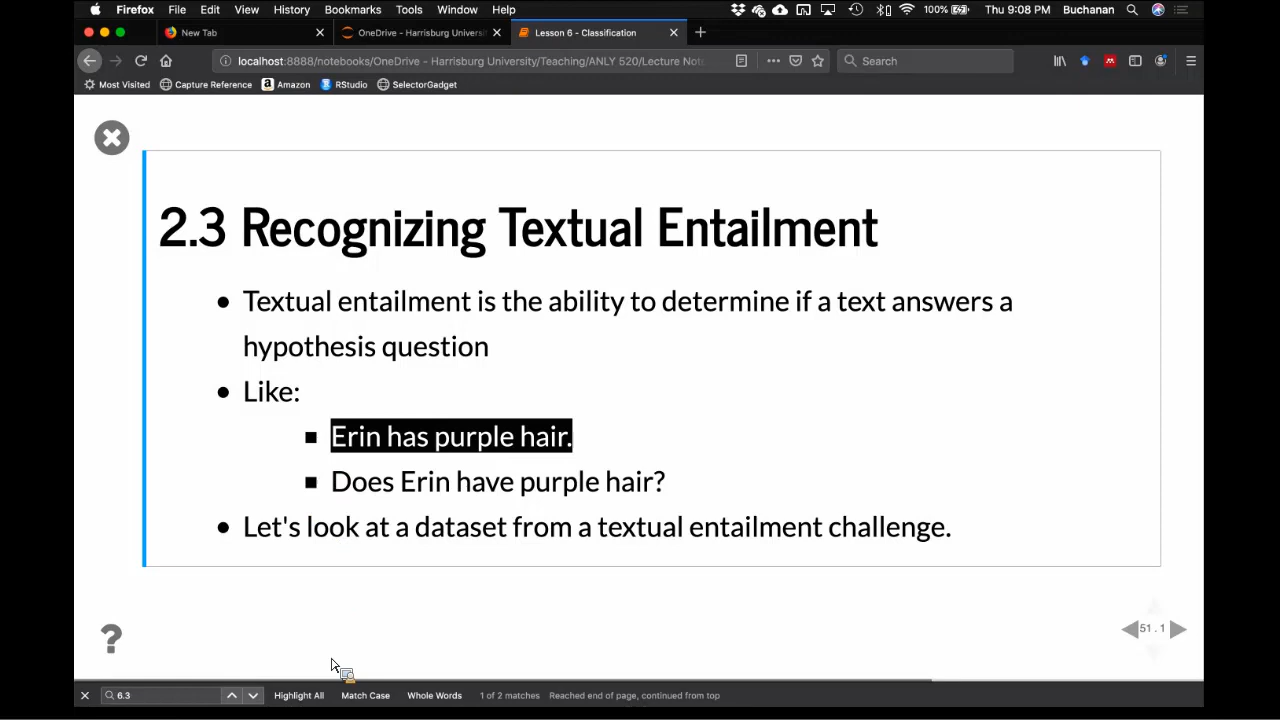 Firefox File Edit View History Bookmarks Tools Window Help 100% Thu 9:08 PM Buchanan
New Tab OneDrive - Harrisburg Universi Lesson 6 - Classification
localhost:8888/notebooks/OneDrive - Harrisburg University/Teaching/ANLY 520/Lecture Not Search
Most Visited Capture Reference Amazon RStudio SelectorGadget
2.3 Recognizing Textual Entailment
Textual entailment is the ability to determine if a text answers a
hypothesis question
Like:
Erin has purple hair.
Does Erin have purple hair?
Let's look at a dataset from a textual entailment challenge.
51 . 1
6.3 Highlight All Match Case Whole Words 1 of 2 matches Reached end of page, continued from top